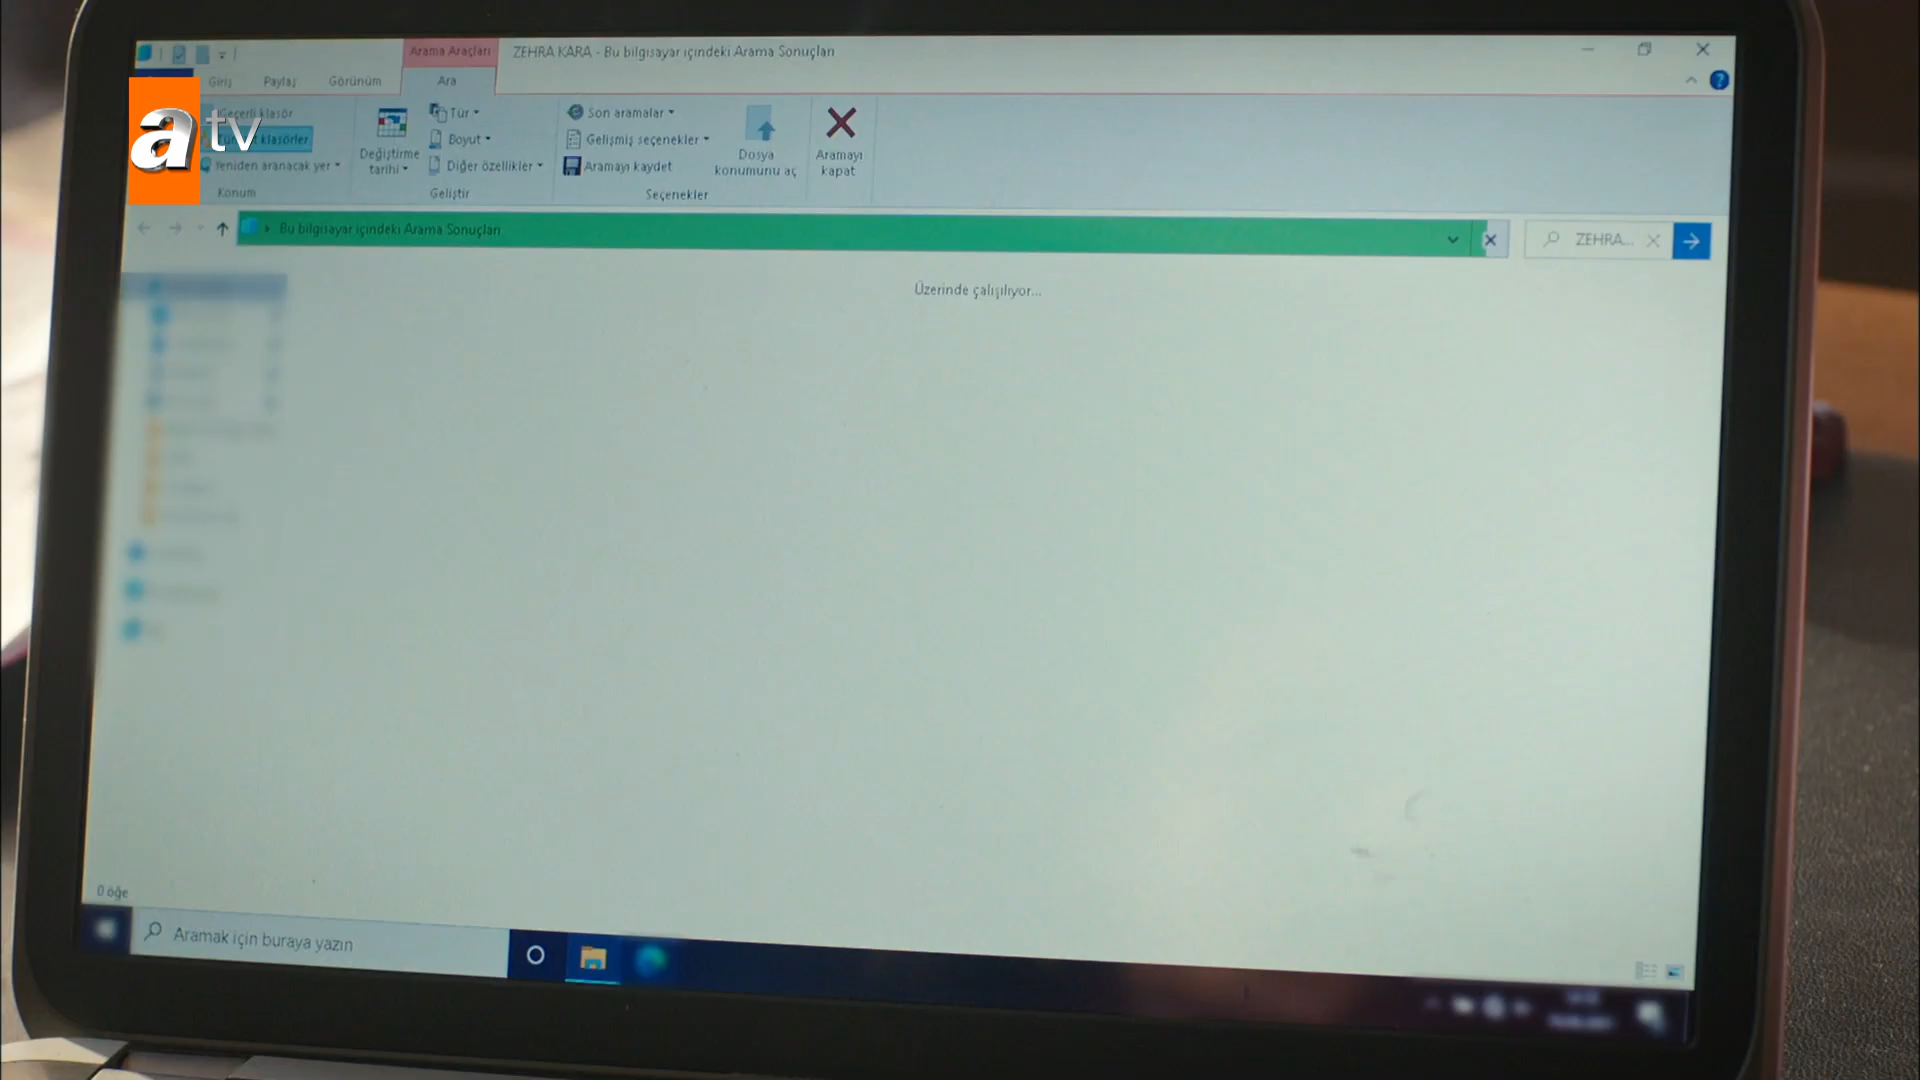 Arama Araçları
ZEHRA KARA - Bu bilgisayar içindeki Arama Sonuçları
Giriş
Paylaş
Görünüm
Ara
Geçerli klasör
klasörler
Yeniden aranacak yer
Konum
Değiştirme tarihi
Tür
Boyut
Diğer özellikler
Geliştir
Son aramalar
Gelişmiş seçenekler
Aramayı kaydet
Dosya konumunu aç
Seçenekler
Aramayı kapat
atv
Bu bilgisayar içindeki Arama Sonuçları
ZEHRA...
Üzerinde çalışılıyor...
0 öğe
Aramak için buraya yazın